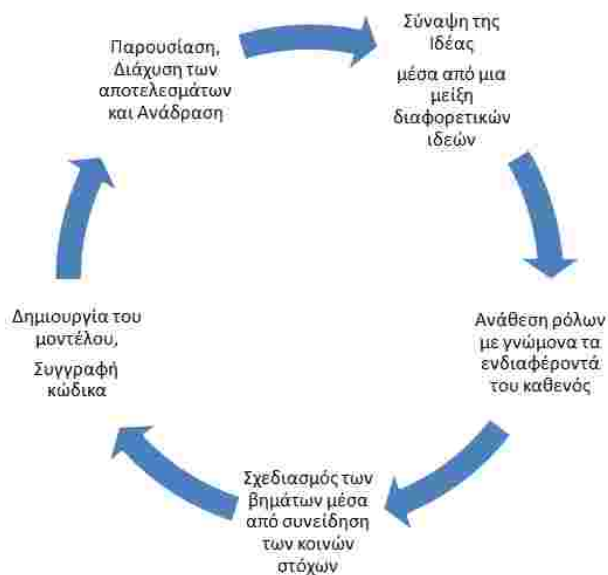 Σύναψη της
Ιδέας
μέσα από μια
μείξη
διαφορετικών
ιδεών
Ανάθεση ρόλων
με γνώμονα τα
ενδιαφέροντά
του καθενός
Σχεδιασμός των
βημάτων μέσα
από συνείδηση
των κοινών
στόχων
Δημιουργία του
μοντέλου,
Συγγραφή
κώδικα
Παρουσίαση,
Διάχυση των
αποτελεσμάτων
και Ανάδραση